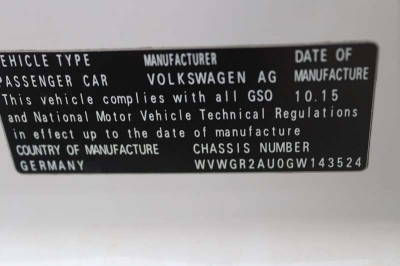 VEHICLE TYPE MANUFACTURER DATE OF
PASSENGER CAR VOLKSWAGEN AG MANUFACTURE
This vehicle complies with all GSO 10.15
and National Motor Vehicle Technical Regulations
in effect up to the date of manufacture
COUNTRY OF MANUFACTURE CHASSIS NUMBER
GERMANY WVWGR2AU0GW143524